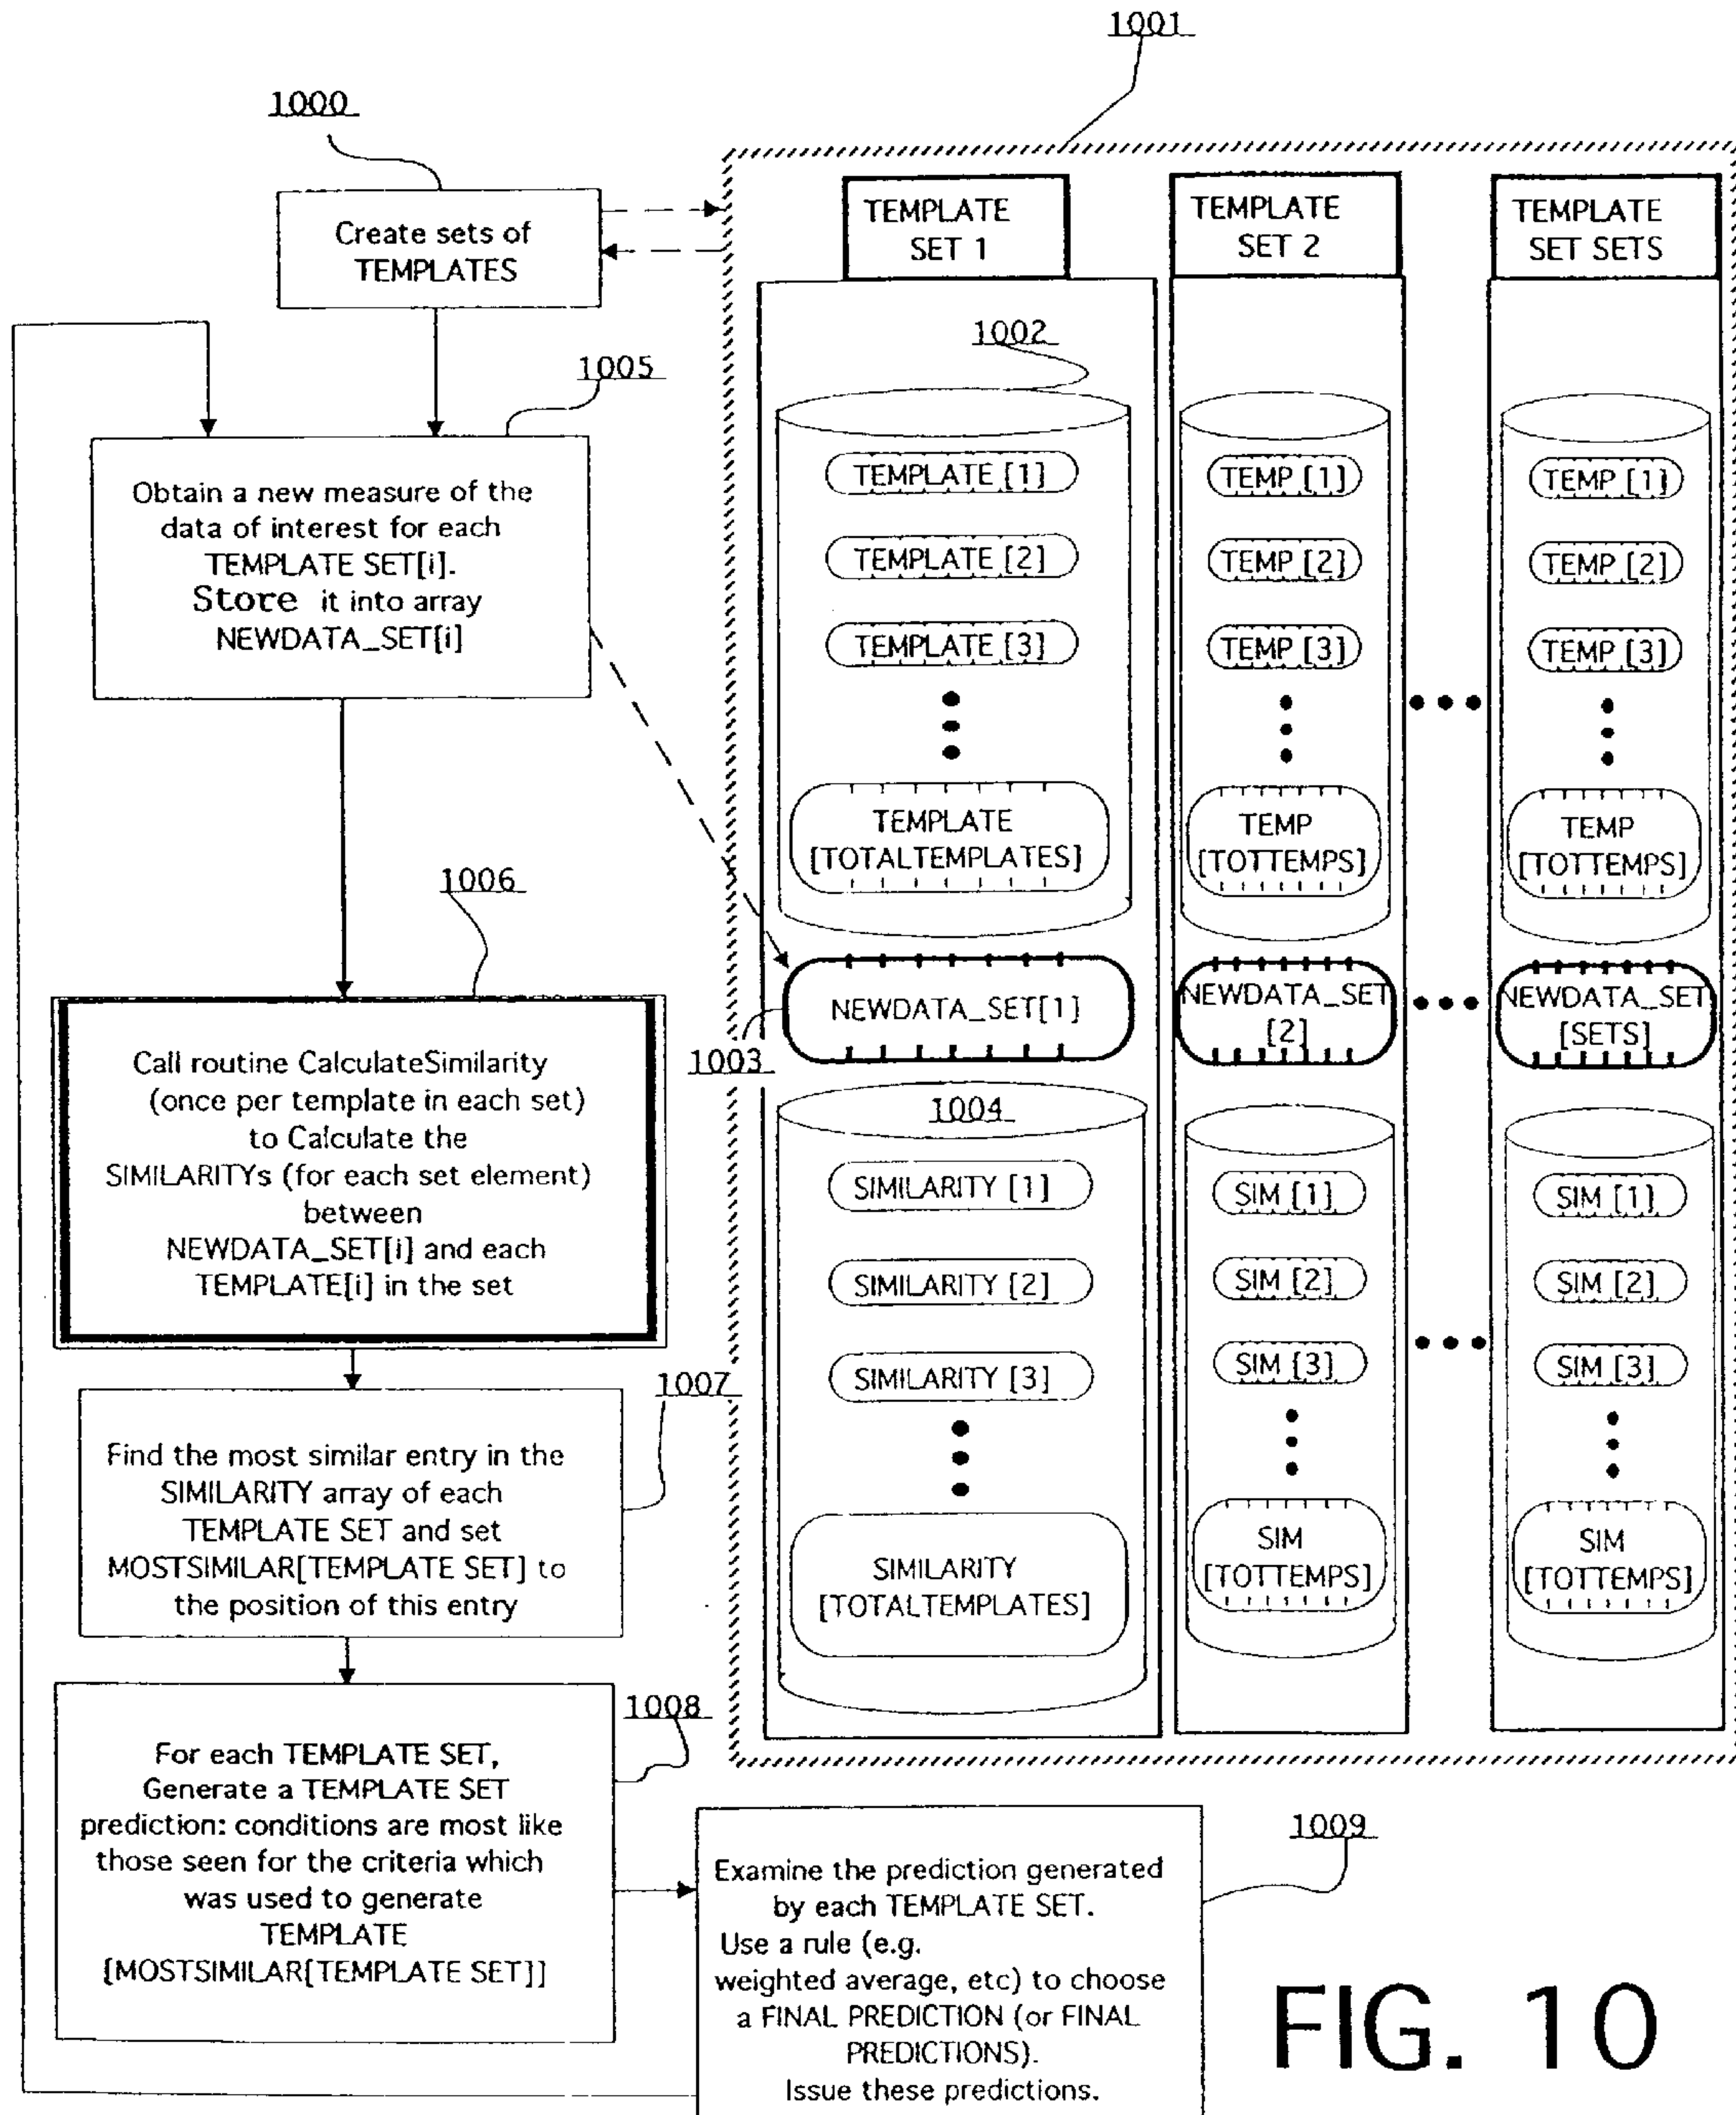 1001
1000
Create sets of
TEMPLATES
TEMPLATE
SET 1
TEMPLATE
SET 2
TEMPLATE
SET SETS
1005
Obtain a new measure of the
data of interest for each
TEMPLATE SET[i].
Store it into array
NEWDATA_SET[i]
1002
TEMPLATE [1]
TEMPLATE [2]
TEMPLATE [3]
TEMPLATE
[TOTALTEMPLATES]
TEMP [1]
TEMP [2]
TEMP [3]
TEMP
[TOTTEMPS]
TEMP [1]
TEMP [2]
TEMP [3]
TEMP
[TOTTEMPS]
1006
Call routine CalculateSimilarity
(once per template in each set)
to Calculate the
SIMILARITYs (for each set element)
between
NEWDATA_SET[i] and each
TEMPLATE[i] in the set
1003
NEWDATA_SET[1]
NEWDATA_SET
[2]
NEWDATA_SET
[SETS]
1004
SIMILARITY [1]
SIMILARITY [2]
SIMILARITY [3]
SIMILARITY
[TOTALTEMPLATES]
SIM [1]
SIM [2]
SIM [3]
SIM
[TOTTEMPS]
SIM [1]
SIM [2]
SIM [3]
SIM
[TOTTEMPS]
1007
Find the most similar entry in the
SIMILARITY array of each
TEMPLATE SET and set
MOSTSIMILAR[TEMPLATE SET] to
the position of this entry
1008
For each TEMPLATE SET,
Generate a TEMPLATE SET
prediction: conditions are most like
those seen for the criteria which
was used to generate
TEMPLATE
[MOSTSIMILAR[TEMPLATE SET]]
1009
Examine the prediction generated
by each TEMPLATE SET.
Use a rule (e.g.
weighted average, etc) to choose
a FINAL PREDICTION (or FINAL
PREDICTIONS).
Issue these predictions.
FIG. 10